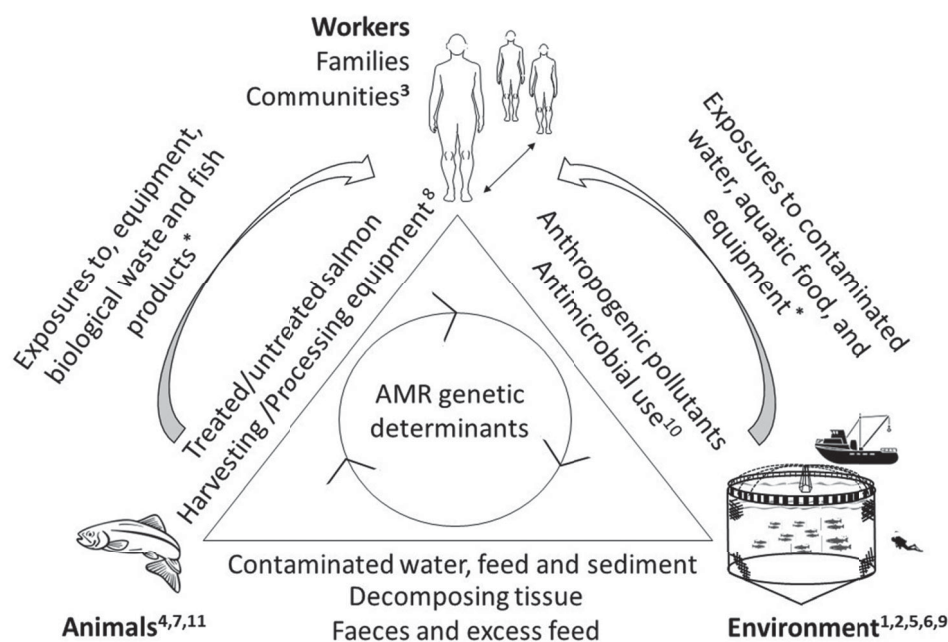 Workers
Families
Communities³
Exposures to, equipment,
biological waste and fish
products *
Treated/untreated salmon
Harvesting /Processing equipment⁸
Exposures to contaminated
water, aquatic food, and
equipment *
Anthropogenic pollutants
Antimicrobial use¹⁰
AMR genetic
determinants
Contaminated water, feed and sediment
Decomposing tissue
Faeces and excess feed
Animals⁴,⁷,¹¹
Environment¹,²,⁵,⁶,⁹